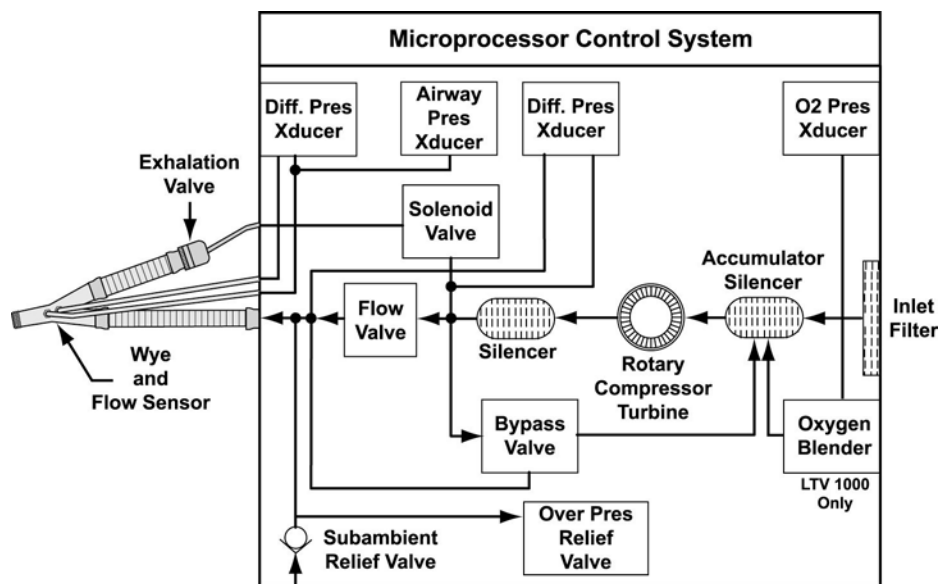 Microprocessor Control System
Diff. Pres
Xducer
Airway
Pres
Xducer
Diff. Pres
Xducer
O2 Pres
Xducer
Exhalation
Valve
Solenoid
Valve
Accumulator
Silencer
Flow
Valve
Silencer
Rotary
Compressor
Turbine
Inlet
Filter
Wye
and
Flow Sensor
Bypass
Valve
Oxygen
Blender
LTV 1000
Only
Subambient
Relief Valve
Over Pres
Relief
Valve